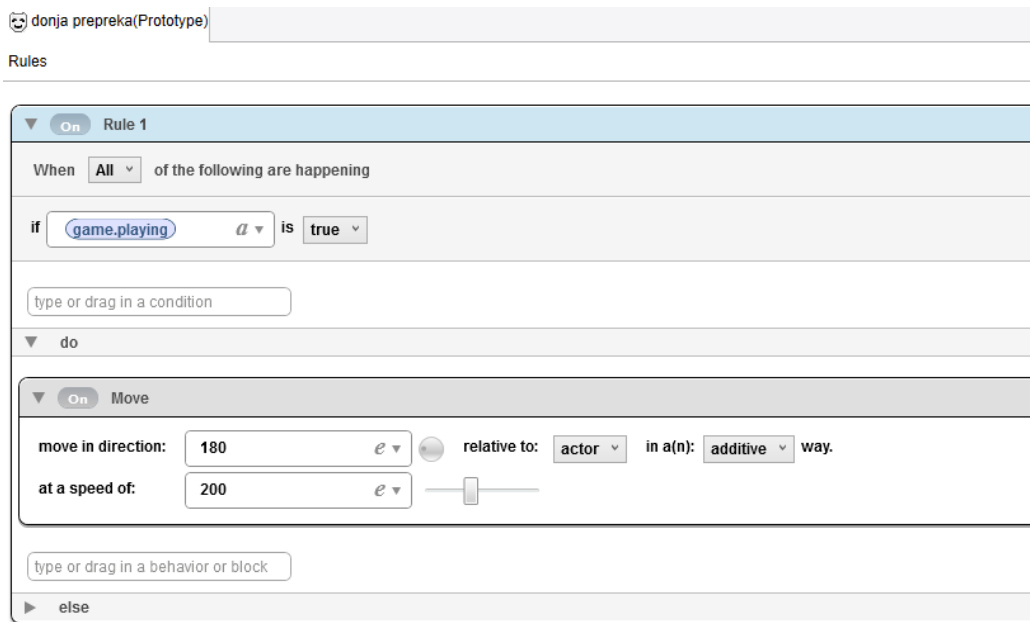 donja prepreka(Prototype)
Rules
On Rule 1
When All of the following are happening
if game.playing a is true
type or drag in a condition
do
On Move
move in direction: 180 e relative to: actor in a(n): additive way.
at a speed of: 200 e
type or drag in a behavior or block
else